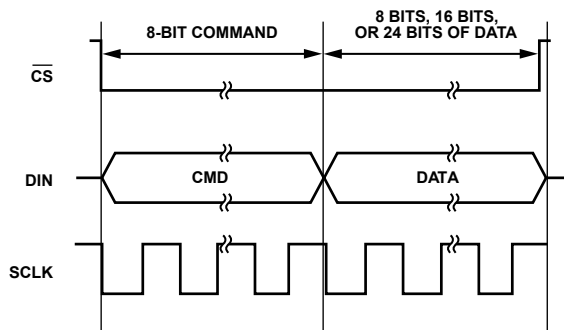 8-BIT COMMAND
8 BITS, 16 BITS,
OR 24 BITS OF DATA
CS
DIN
CMD
DATA
SCLK